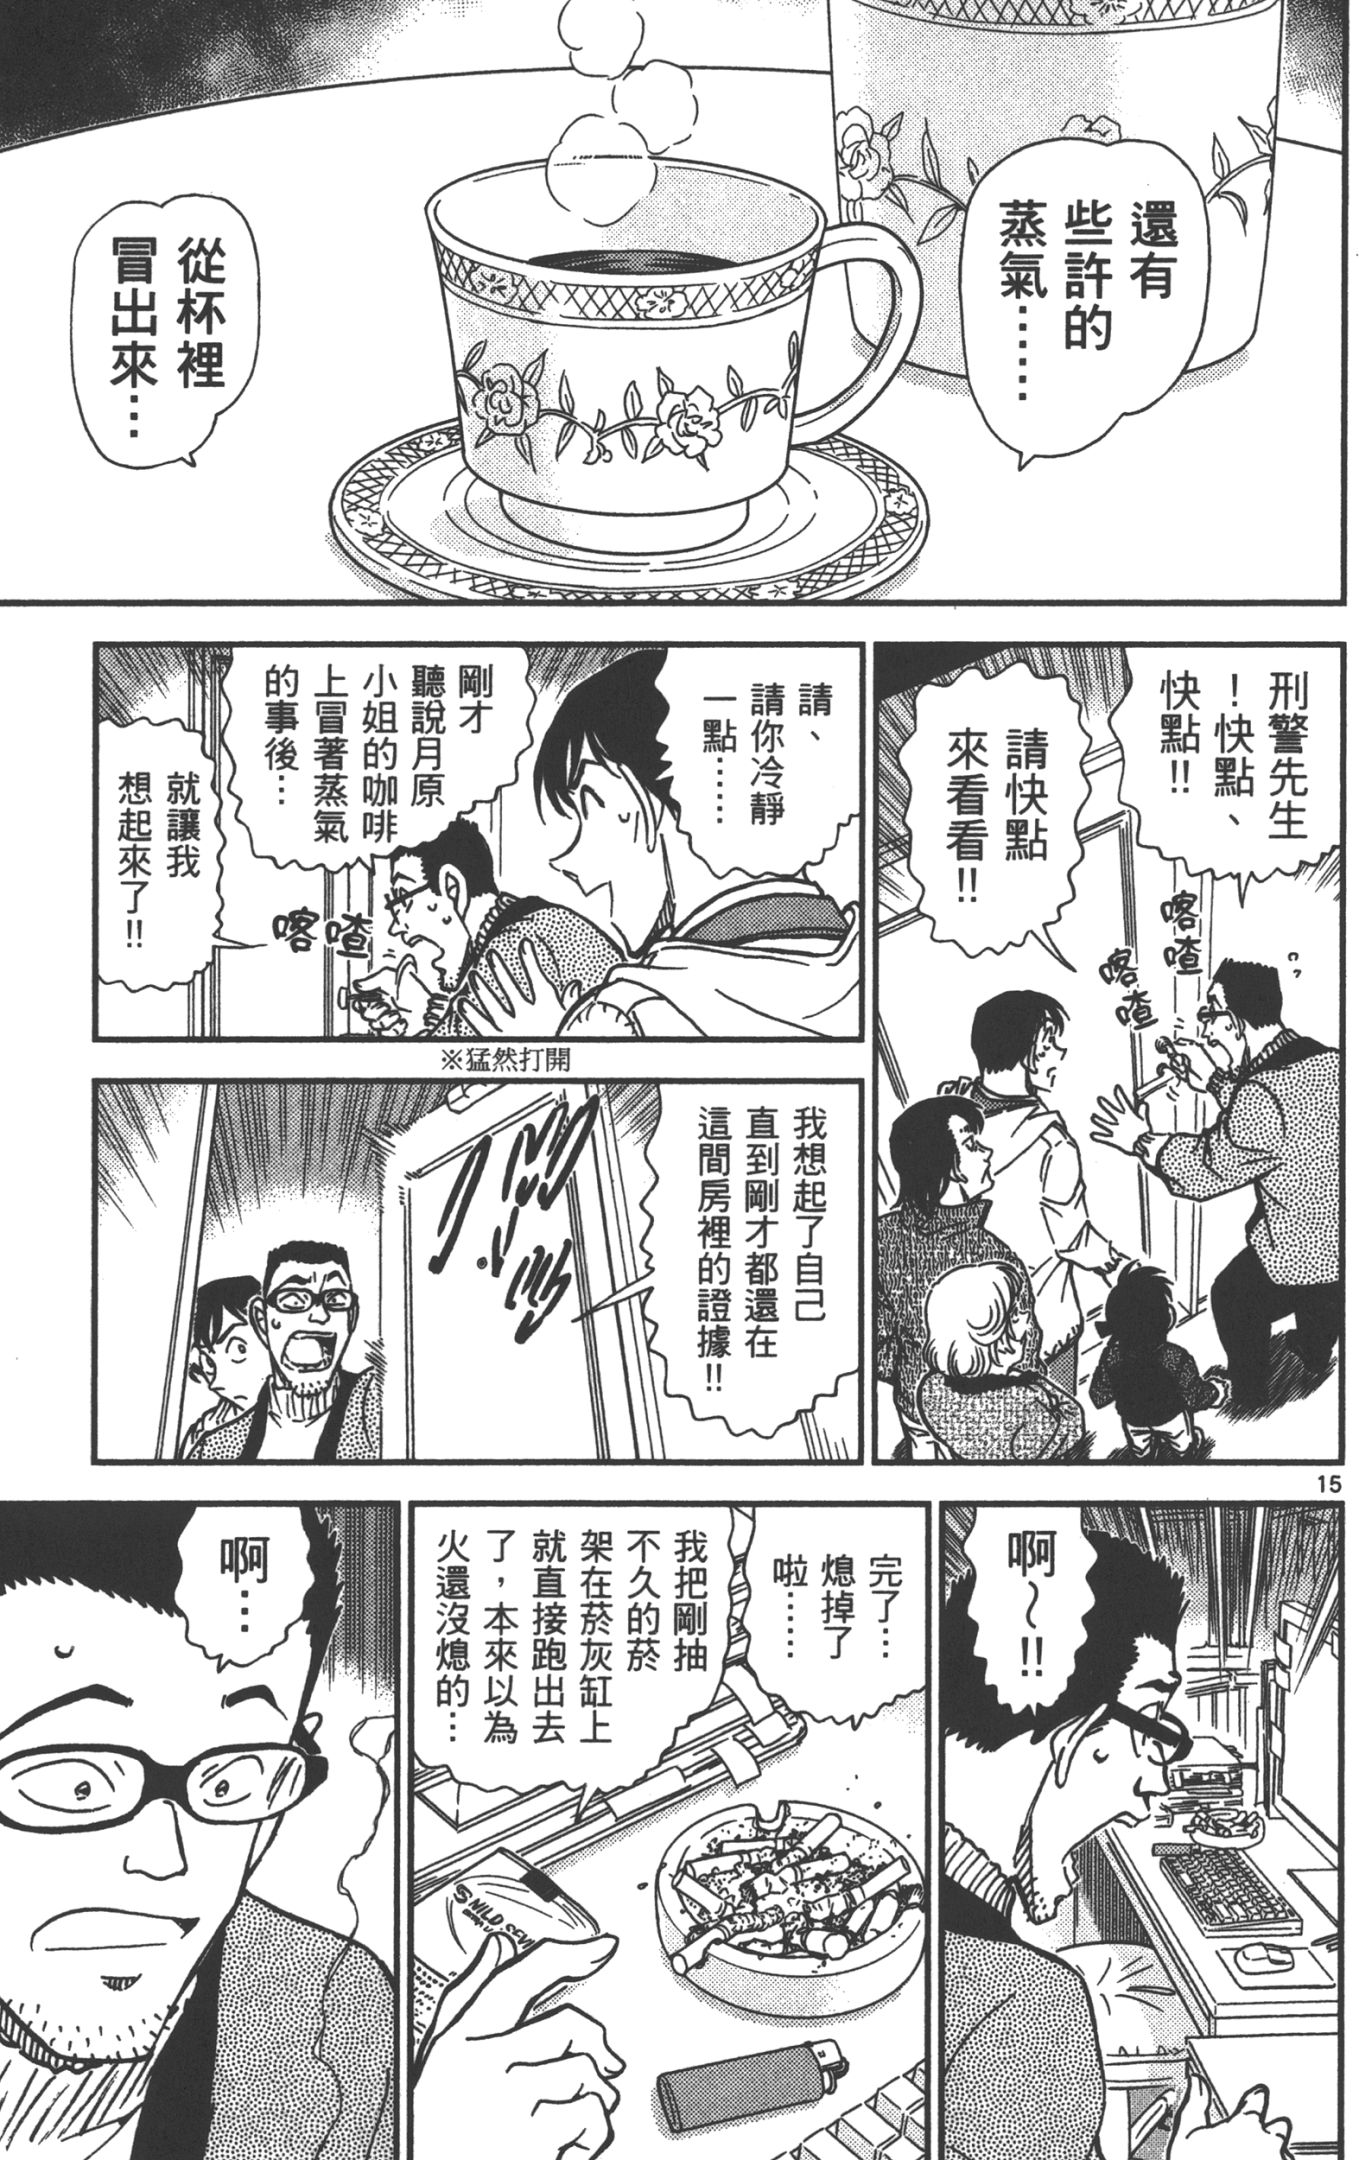 還有
些許的
蒸氣……
從杯裡
冒出來…
刑警先生
！快點、
快點!!
請快點
來看看!!
喀
喳
喀
喳
請、
請你冷靜
一點……
剛才
聽說月原
小姐的咖啡
上冒著蒸氣
的事後…
就讓我
想起來了!!
喀喳
※猛然打開
我想起了自己
直到剛才都還在
這間房裡的證據!!
15
啊～!!
完了…
熄掉了
啦……
我把剛抽
不久的菸
架在菸灰缸上
就直接跑出去
了，本來以為
火還沒熄的…
啊…